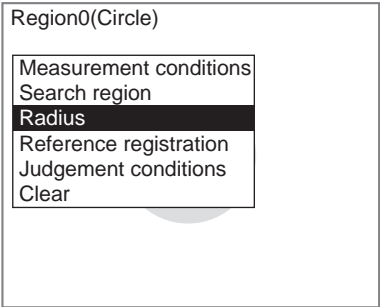 Region0(Circle)
Measurement conditions
Search region
Radius
Reference registration
Judgement conditions
Clear